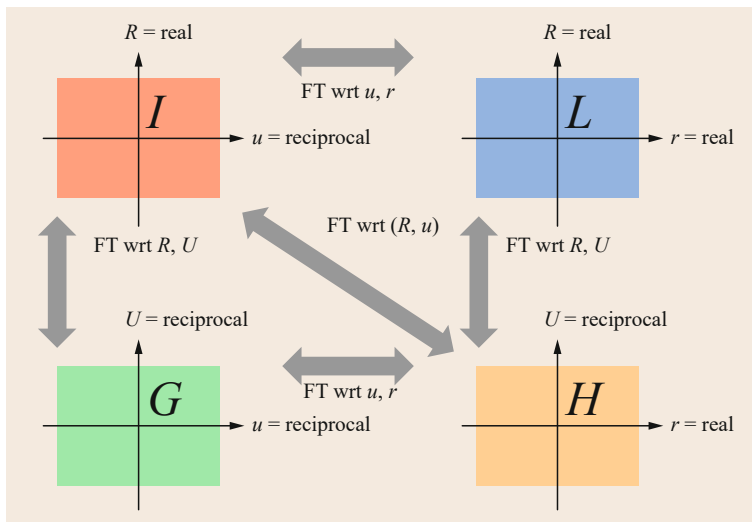 R = real
R = real
FT wrt u, r
I
L
u = reciprocal
r = real
FT wrt (R, u)
FT wrt R, U
FT wrt R, U
U = reciprocal
U = reciprocal
FT wrt u, r
G
H
u = reciprocal
r = real